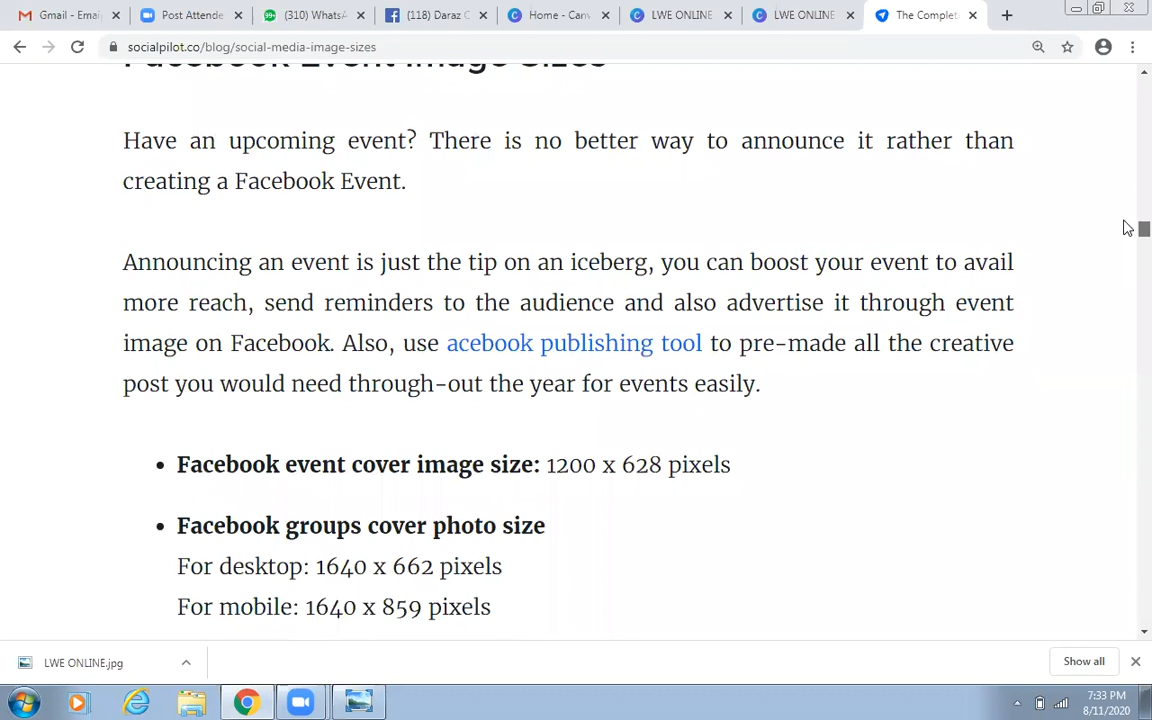 Gmail - Emai
Post Attende
(310) WhatsA
(118) Daraz C
Home - Canv
LWE ONLINE
LWE ONLINE
The Complet
socialpilot.co/blog/social-media-image-sizes
Facebook Event Image Sizes
Have an upcoming event? There is no better way to announce it rather than
creating a Facebook Event.
Announcing an event is just the tip on an iceberg, you can boost your event to avail
more reach, send reminders to the audience and also advertise it through event
image on Facebook. Also, use acebook publishing tool to pre-made all the creative
post you would need through-out the year for events easily.
• Facebook event cover image size: 1200 x 628 pixels
• Facebook groups cover photo size
For desktop: 1640 x 662 pixels
For mobile: 1640 x 859 pixels
LWE ONLINE.jpg
Show all
7:33 PM
8/11/2020